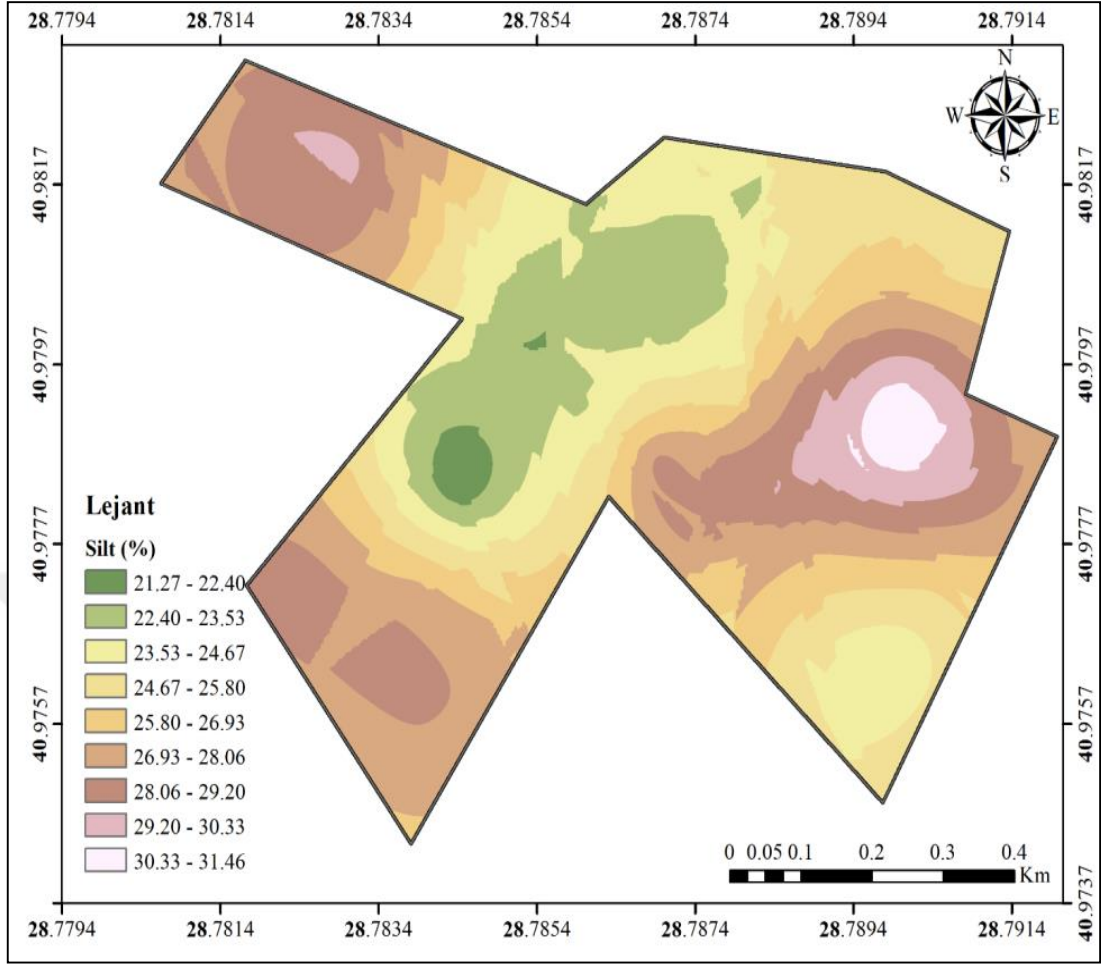 28.7794 28.7814 28.7834 28.7854 28.7874 28.7894 28.7914
N
W E
S
40.9817 40.9817
40.9797 40.9797
40.9777 40.9777
40.9757 40.9757
40.9737 40.9737
Lejant
Silt (%)
21.27 - 22.40
22.40 - 23.53
23.53 - 24.67
24.67 - 25.80
25.80 - 26.93
26.93 - 28.06
28.06 - 29.20
29.20 - 30.33
30.33 - 31.46
0 0.05 0.1 0.2 0.3 0.4
Km
28.7794 28.7814 28.7834 28.7854 28.7874 28.7894 28.7914